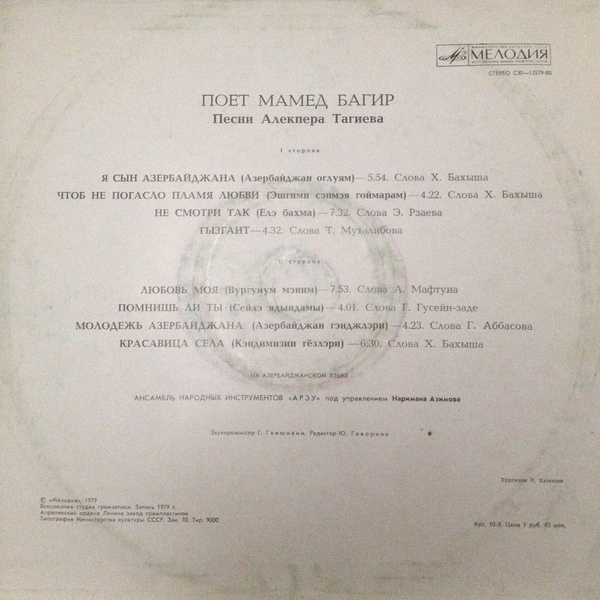 МЕЛОДИЯ
СТЕРЕО С30—12579-80
ПОЕТ МАМЕД БАГИР
Песни Алекпера Тагиева
I сторона
Я СЫН АЗЕРБАЙДЖАНА (Азербайджан оглуям)—5.54. Слова Х. Бахыша
ЧТОБ НЕ ПОГАСЛО ПЛАМЯ ЛЮБВИ (Эшгими сэнмэя гоймарам)—4.22. Слова Х. Бахыша
НЕ СМОТРИ ТАК (Елэ бахма)—7.32. Слова Э. Рзаева
ГЫЗГАИТ—4.32. Слова Т. Муталибова
II сторона
ЛЮБОВЬ МОЯ (Вургунум мэним)—7.53. Слова А. Мафтуна
ПОМНИШЬ ЛИ ТЫ (Сейлэ ядындамы)—4.01. Слова Г. Гусейн-заде
МОЛОДЕЖЬ АЗЕРБАЙДЖАНА (Азербайджан гэнджлэри)—4.23. Слова Г. Аббасова
КРАСАВИЦА СЕЛА (Кэндимизин гёзлэри)—6.30. Слова Х. Бахыша
НА АЗЕРБАЙДЖАНСКОМ ЯЗЫКЕ
АНСАМБЛЬ НАРОДНЫХ ИНСТРУМЕНТОВ «АРЗУ» под управлением Наримана Азимова
Звукорежиссер Г. Гиншиани. Редактор Ю. Геворкян
Художник И.
© «Мелодия», 1979
Всесоюзная студия грамзаписи. Запись 1979 г.
Апрелевский ордена Ленина завод грампластинок
Типография Министерства культуры СССР. Зак. 70. Тир. 9000
Арт. 10-9. Цена 1 руб. 45 коп.